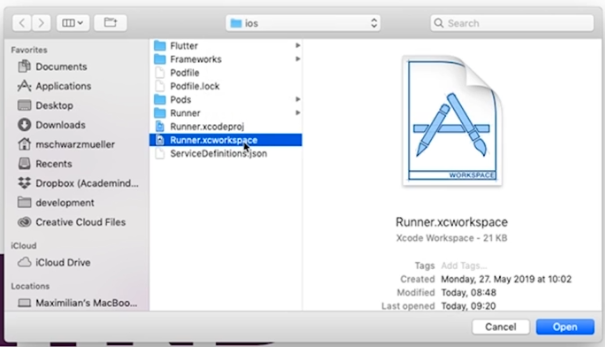 ios
Search
Favorites
Documents
Applications
Desktop
Downloads
mschwarzmueller
Recents
Dropbox (Academind...
development
Creative Cloud Files
iCloud
iCloud Drive
Locations
Maximilian's MacBoo...
Flutter
Frameworks
Podfile
Podfile.lock
Pods
Runner
Runner.xcodeproj
Runner.xcworkspace
ServiceDefinitions.json
WORKSPACE
Runner.xcworkspace
Xcode Workspace - 21 KB
Tags Add Tags...
Created Monday, 27. May 2019 at 10:02
Modified Today, 08:48
Last opened Today, 09:20
Cancel
Open